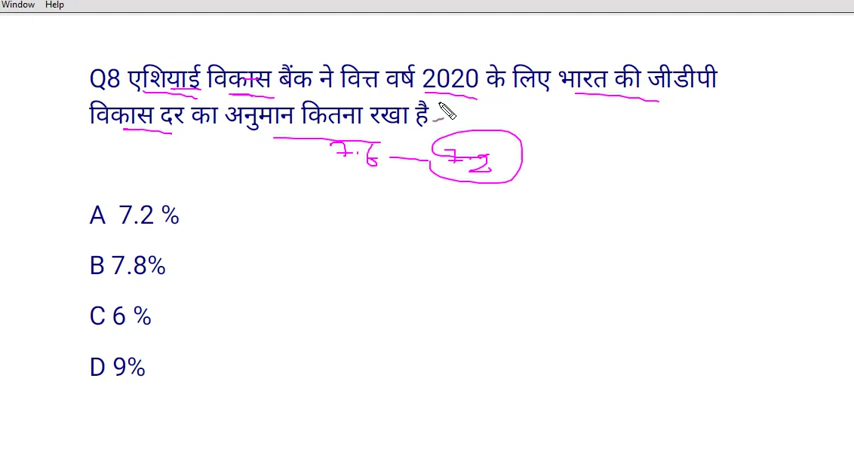 Window Help
Q8 एशियाई विकास बैंक ने वित्त वर्ष 2020 के लिए भारत की जीडीपी
विकास दर का अनुमान कितना रखा है
7.6 — 7.2
A 7.2 %
B 7.8%
C 6 %
D 9%